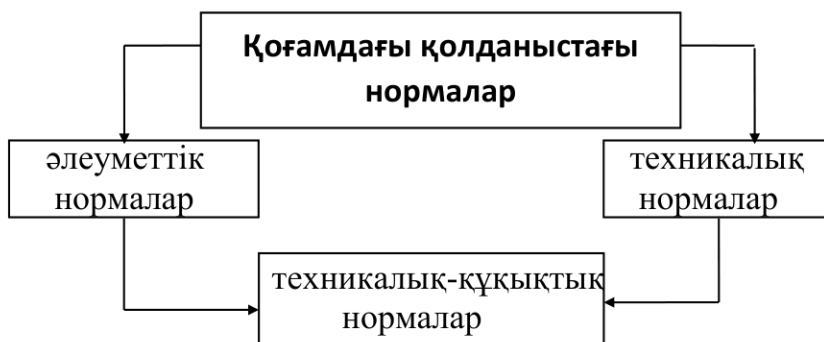 Қоғамдағы қолданыстағы
нормалар
әлеуметтік
нормалар
техникалық
нормалар
техникалық-құқықтық
нормалар